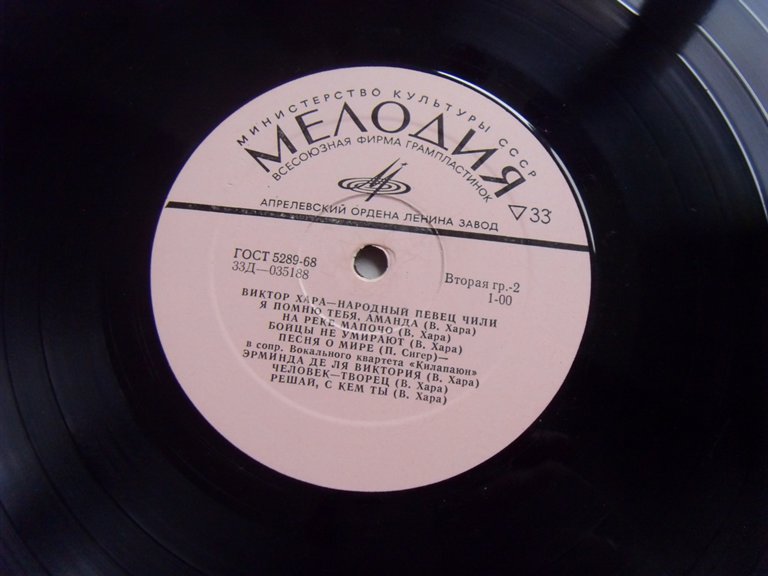 МИНИСТЕРСТВО КУЛЬТУРЫ СССР
МЕЛОДИЯ
ВСЕСОЮЗНАЯ ФИРМА ГРАМПЛАСТИНОК
АПРЕЛЕВСКИЙ ОРДЕНА ЛЕНИНА ЗАВОД
▽33
ГОСТ 5289-68
33Д—035188
Вторая гр.-2
1-00
ВИКТОР ХАРА—НАРОДНЫЙ ПЕВЕЦ ЧИЛИ
Я ПОМНЮ ТЕБЯ, АМАНДА (В. Хара)
НА РЕКЕ МАПОЧО (В. Хара)
БОЙЦЫ НЕ УМИРАЮТ (В. Хара)
ПЕСНЯ О МИРЕ (П. Сигер)—
в сопр. Вокального квартета «Килапаюн»
ЭРМИНДА ДЕ ЛЯ ВИКТОРИЯ (В. Хара)
ЧЕЛОВЕК—ТВОРЕЦ (В. Хара)
РЕШАЙ, С КЕМ ТЫ (В. Хара)